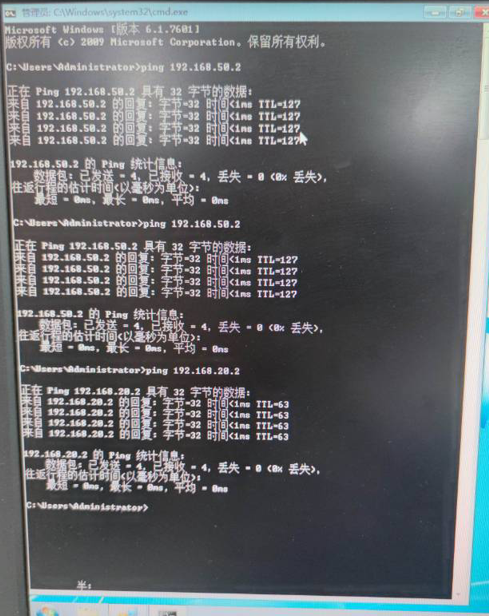 管理员: C:\Windows\system32\cmd.exe
Microsoft Windows [版本 6.1.7601]
版权所有 (c) 2009 Microsoft Corporation。保留所有权利。
C:\Users\Administrator>ping 192.168.50.2
正在 Ping 192.168.50.2 具有 32 字节的数据:
来自 192.168.50.2 的回复: 字节=32 时间<1ms TTL=127
来自 192.168.50.2 的回复: 字节=32 时间<1ms TTL=127
来自 192.168.50.2 的回复: 字节=32 时间<1ms TTL=127
来自 192.168.50.2 的回复: 字节=32 时间<1ms TTL=127
192.168.50.2 的 Ping 统计信息:
数据包: 已发送 = 4，已接收 = 4，丢失 = 0 (0% 丢失)，
往返行程的估计时间(以毫秒为单位):
最短 = 0ms，最长 = 0ms，平均 = 0ms
C:\Users\Administrator>ping 192.168.50.2
正在 Ping 192.168.50.2 具有 32 字节的数据:
来自 192.168.50.2 的回复: 字节=32 时间<1ms TTL=127
来自 192.168.50.2 的回复: 字节=32 时间<1ms TTL=127
来自 192.168.50.2 的回复: 字节=32 时间<1ms TTL=127
来自 192.168.50.2 的回复: 字节=32 时间<1ms TTL=127
192.168.50.2 的 Ping 统计信息:
数据包: 已发送 = 4，已接收 = 4，丢失 = 0 (0% 丢失)，
往返行程的估计时间(以毫秒为单位):
最短 = 0ms，最长 = 0ms，平均 = 0ms
C:\Users\Administrator>ping 192.168.20.2
正在 Ping 192.168.20.2 具有 32 字节的数据:
来自 192.168.20.2 的回复: 字节=32 时间<1ms TTL=63
来自 192.168.20.2 的回复: 字节=32 时间<1ms TTL=63
来自 192.168.20.2 的回复: 字节=32 时间<1ms TTL=63
来自 192.168.20.2 的回复: 字节=32 时间<1ms TTL=63
192.168.20.2 的 Ping 统计信息:
数据包: 已发送 = 4，已接收 = 4，丢失 = 0 (0% 丢失)，
往返行程的估计时间(以毫秒为单位):
最短 = 0ms，最长 = 0ms，平均 = 0ms
C:\Users\Administrator>
半: